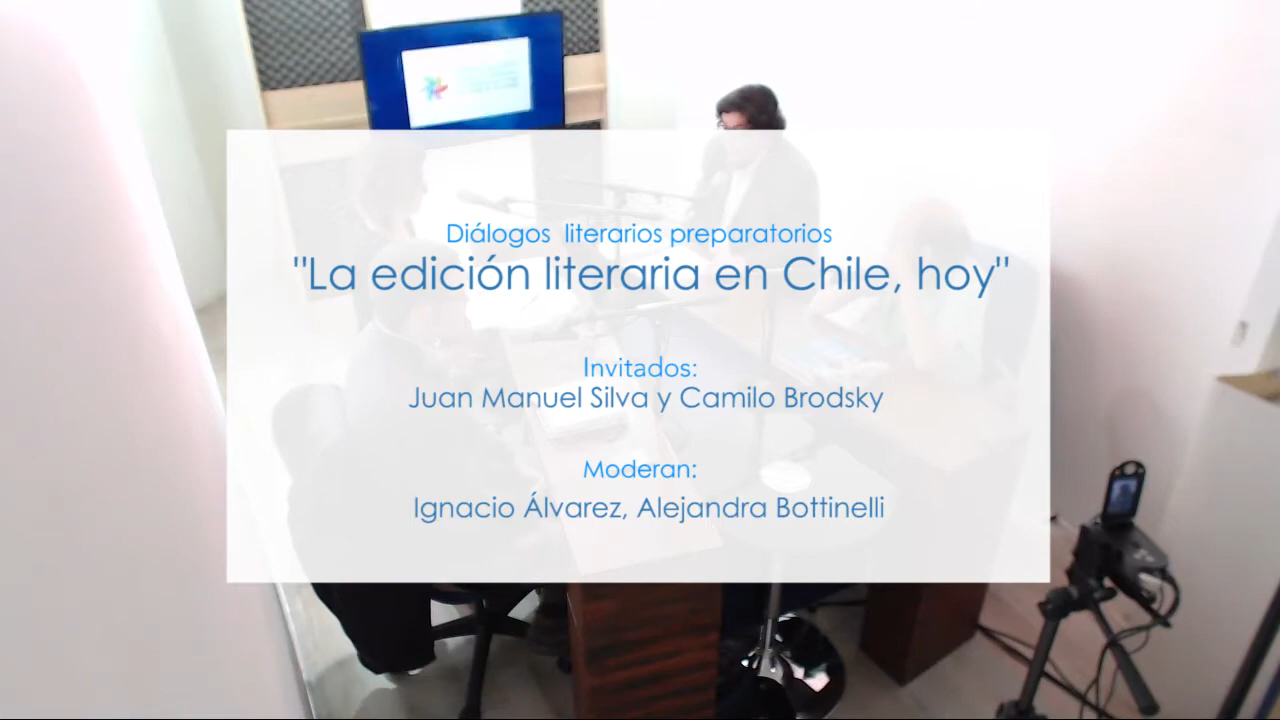 Diálogos literarios preparatorios
"La edición literaria en Chile, hoy"
Invitados:
Juan Manuel Silva y Camilo Brodsky
Moderan:
Ignacio Álvarez, Alejandra Bottinelli